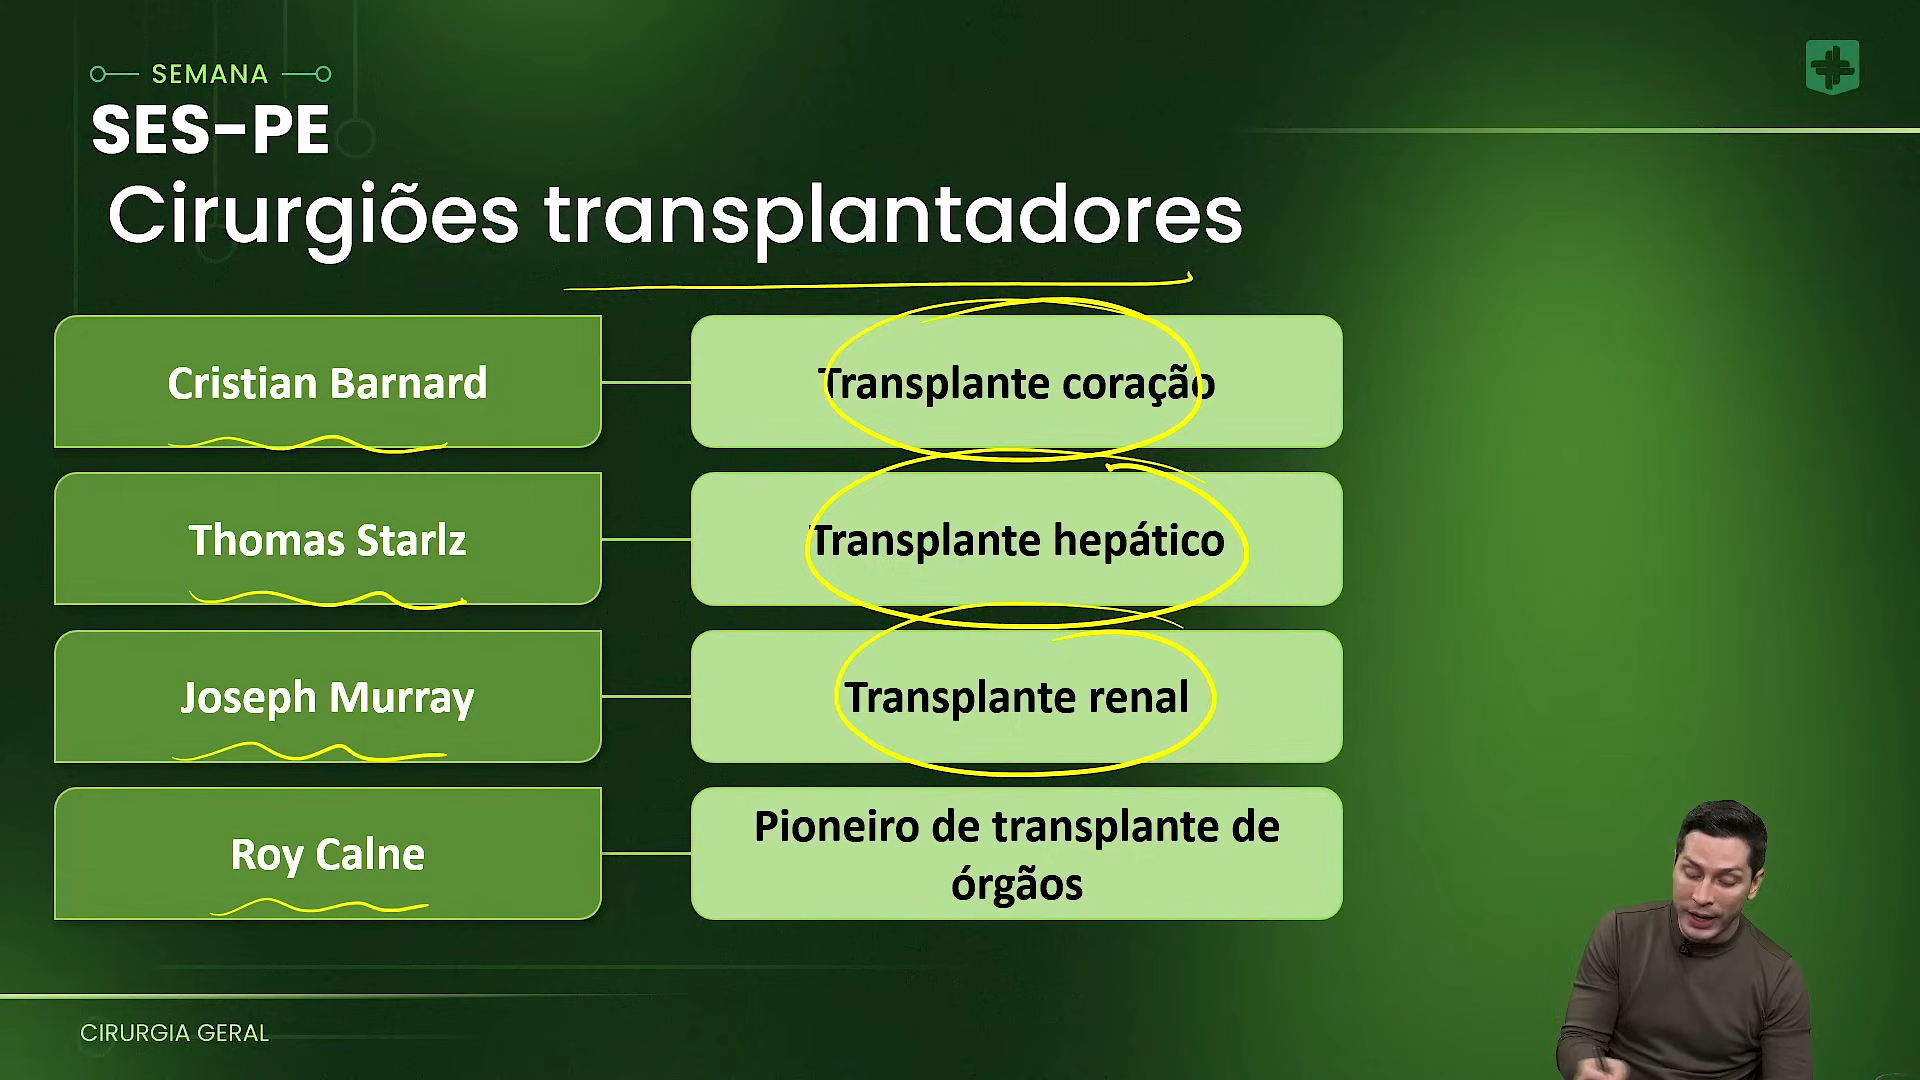 SEMANA
SES-PE
Cirurgiões transplantadores
Cristian Barnard
Transplante coração
Thomas Starlz
Transplante hepático
Joseph Murray
Transplante renal
Roy Calne
Pioneiro de transplante de
órgãos
CIRURGIA GERAL